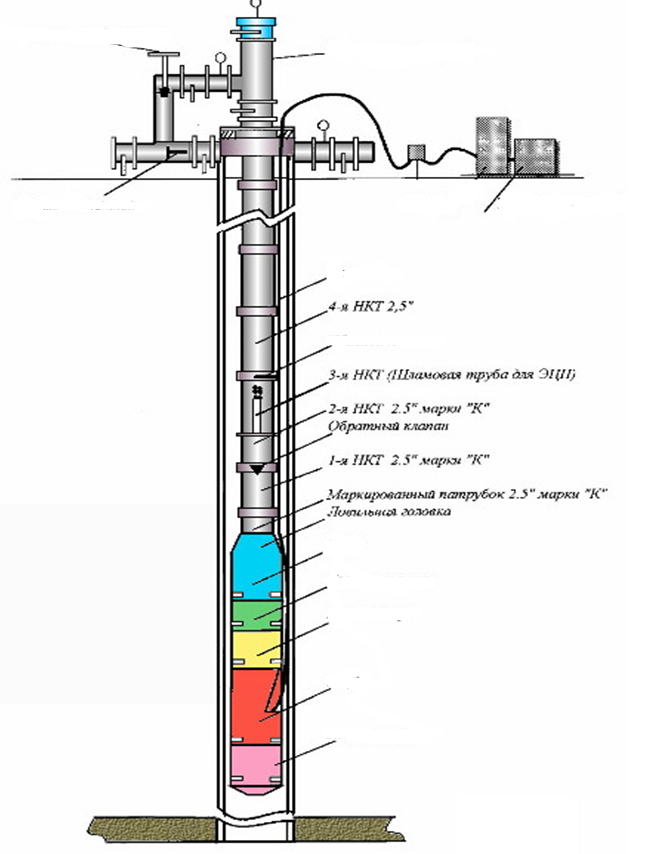 4-я НКТ 2,5"
3-я НКТ (Шламовая труба для ЭЦН)
2-я НКТ 2.5" марки "К"
Обратный клапан
1-я НКТ 2.5" марки "К"
Маркированный патрубок 2.5" марки "К"
Ловильная головка